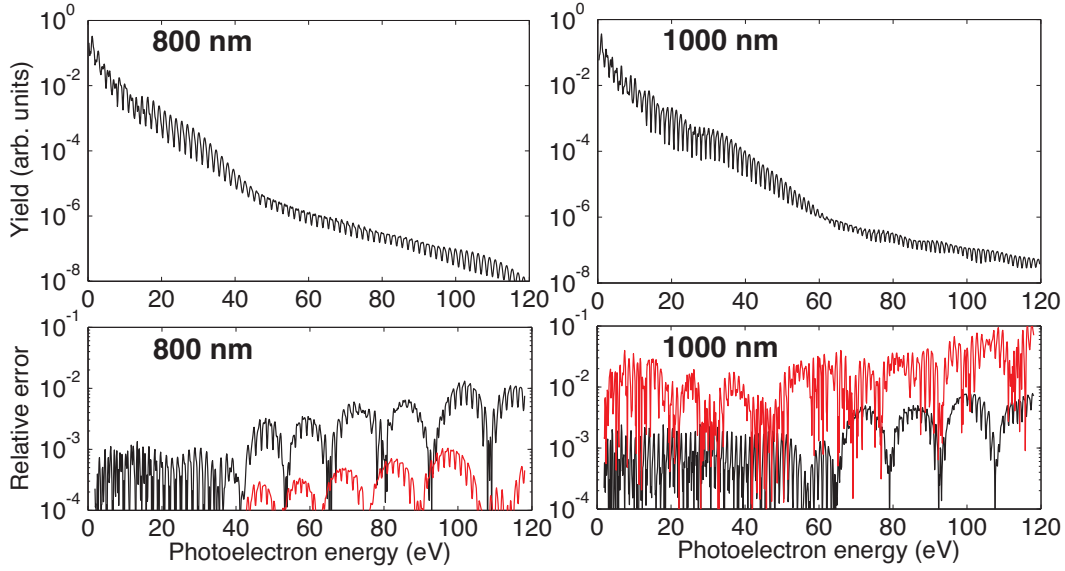 800 nm
1000 nm
Yield (arb. units)
10^0
10^-2
10^-4
10^-6
10^-8
0 20 40 60 80 100 120
10^0
10^-2
10^-4
10^-6
10^-8
0 20 40 60 80 100 120
800 nm
1000 nm
Relative error
10^-1
10^-2
10^-3
10^-4
0 20 40 60 80 100 120
Photoelectron energy (eV)
10^-1
10^-2
10^-3
10^-4
0 20 40 60 80 100 120
Photoelectron energy (eV)